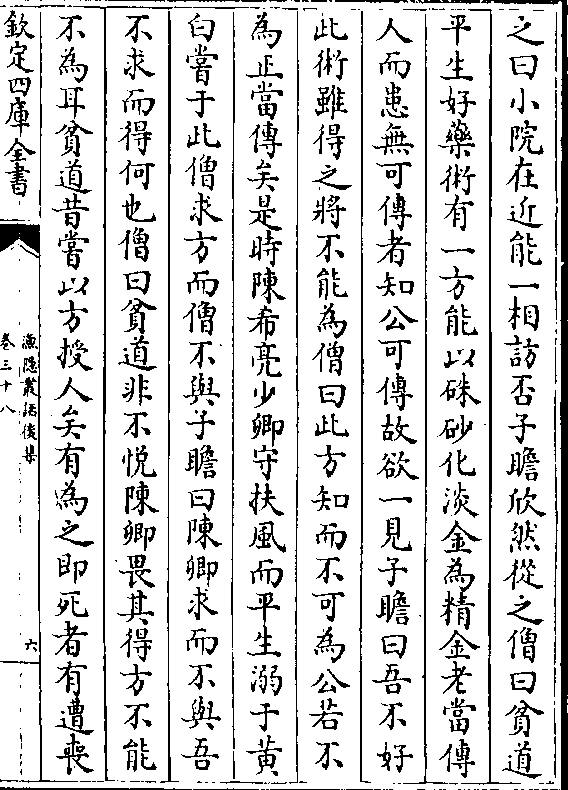 之曰小院在近能一相訪否子瞻欣然從之僧曰貧道
平生好藥術有一方能以硃砂化淡金為精金老當傳
人而患無可傳者知公可傳故欲一見子瞻曰吾不好
此術雖得之將不能為僧曰此方知而不可為公若不
為正當傳矣是時陳希亮少卿守扶風而平生溺于黄
白嘗于此僧求方而僧不與子瞻曰陳卿求而不與吾
不求而得何也僧曰貧道非不悦陳卿畏其得方不能
不為耳貧道昔嘗以方授人矣有為之即死者有遭喪
欽定四庫全書
漁隠叢話後集
卷三十八
六